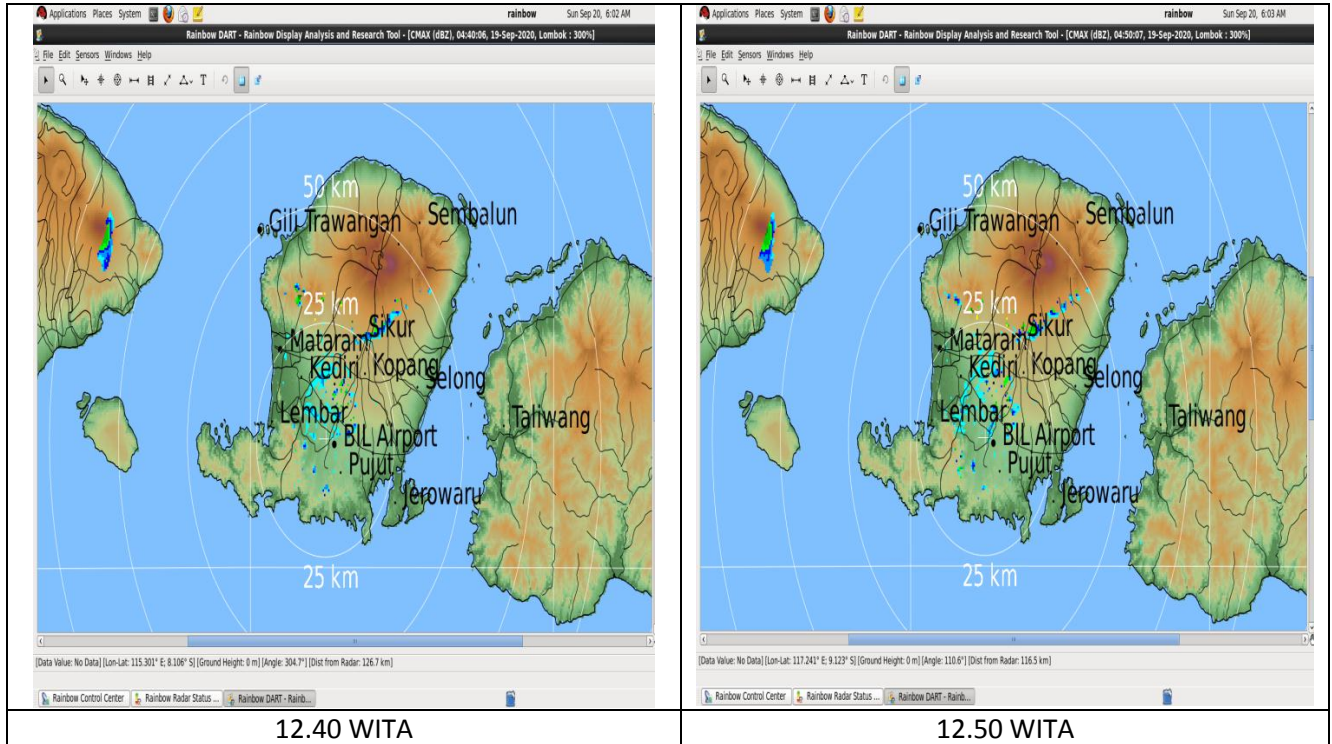 Applications Places System rainbow Sun Sep 20, 6:02 AM
Rainbow DART - Rainbow Display Analysis and Research Tool - [CMAX (dBZ), 04:40:06, 19-Sep-2020, Lombok : 300%]
File Edit Sensors Windows Help
T
50 km
Gili Trawangan
Sembalun
25 km
Sikur
Mataram
Kediri
Kopang
Selong
Lembar
Taliwang
BIL Airport
Pujut
Jerowaru
25 km
[Data Value: No Data] [Lon-Lat: 115.301° E; 8.106° S] [Ground Height: 0 m] [Angle: 304.7°] [Dist from Radar: 126.7 km]
Rainbow Control Center Rainbow Radar Status ... Rainbow DART - Rainb...
12.40 WITA
Applications Places System rainbow Sun Sep 20, 6:03 AM
Rainbow DART - Rainbow Display Analysis and Research Tool - [CMAX (dBZ), 04:50:07, 19-Sep-2020, Lombok : 300%]
File Edit Sensors Windows Help
T
50 km
Gili Trawangan
Sembalun
25 km
Sikur
Mataram
Kediri
Kopang
Selong
Lembar
Taliwang
BIL Airport
Pujut
Jerowaru
25 km
[Data Value: No Data] [Lon-Lat: 117.241° E; 9.123° S] [Ground Height: 0 m] [Angle: 110.6°] [Dist from Radar: 116.5 km]
Rainbow Control Center Rainbow Radar Status ... Rainbow DART - Rainb...
12.50 WITA